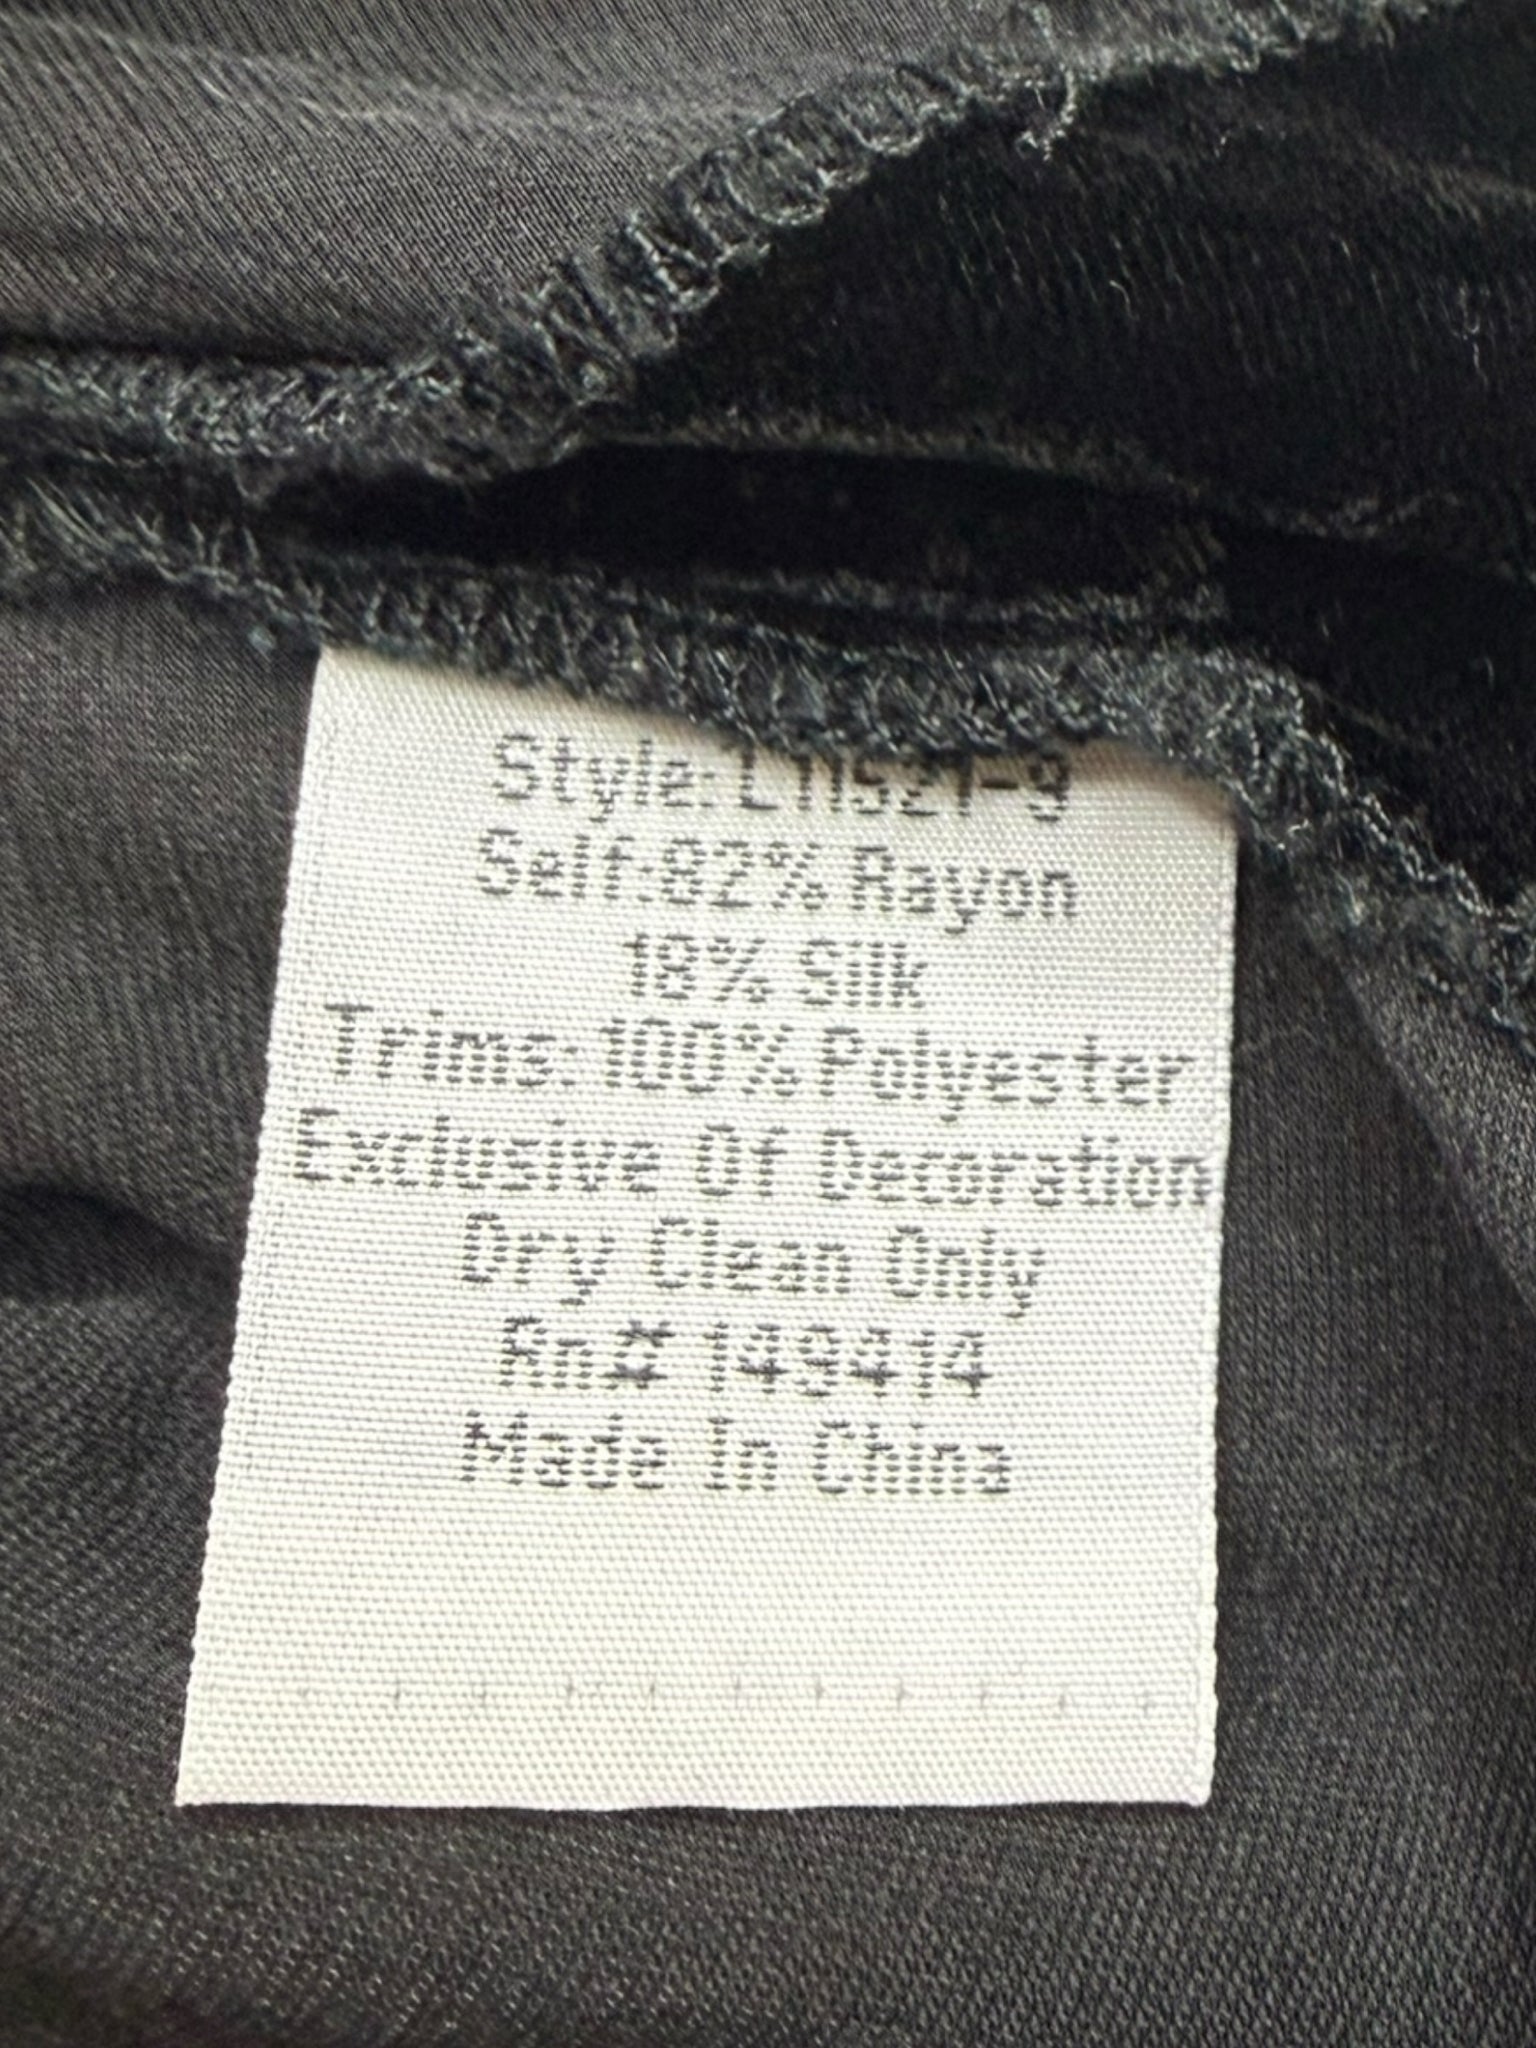 Style: L11521-9
Self:82% Rayon
18% Silk
Trims: 100% Polyester
Exclusive Of Decoration
Dry Clean Only
Rn# 149414
Made In China